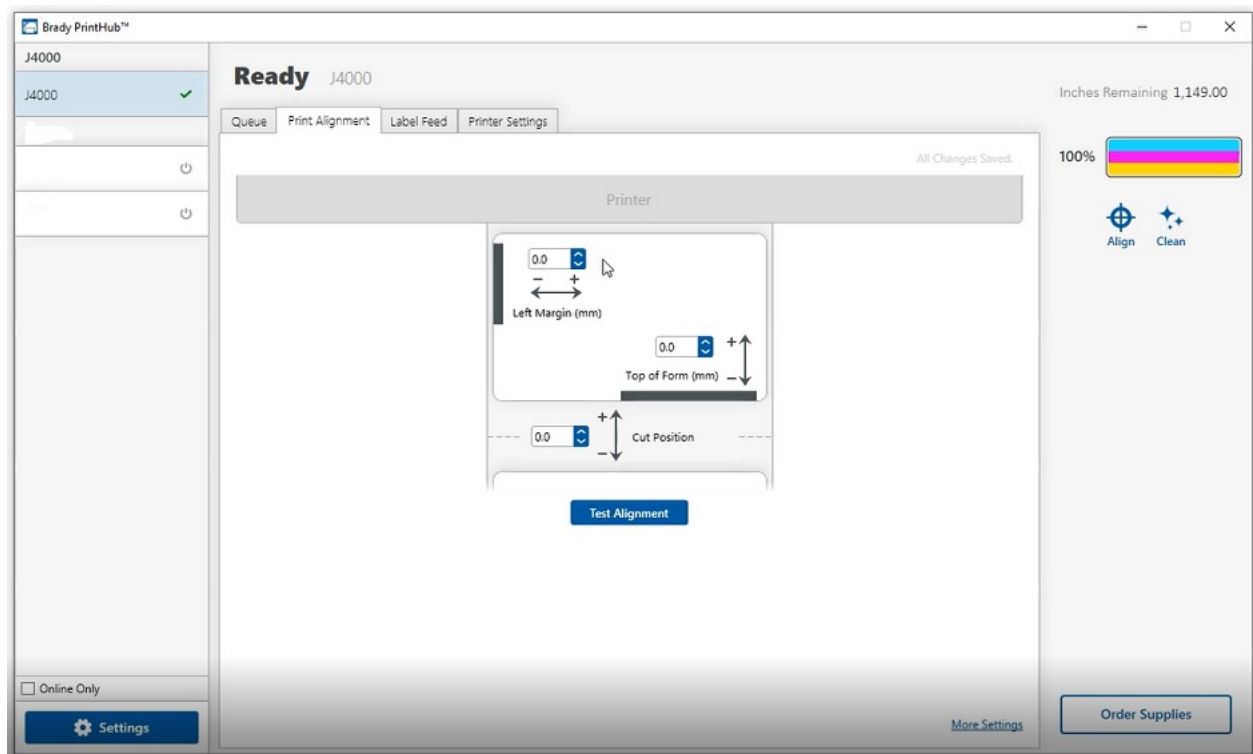 Brady PrintHub™
J4000
J4000
Ready J4000
Queue Print Alignment Label Feed Printer Settings
All Changes Saved.
Printer
0.0
− +
Left Margin (mm)
0.0 +
Top of Form (mm) −
+
0.0 Cut Position
−
Test Alignment
More Settings
Inches Remaining 1,149.00
100%
Align Clean
Order Supplies
Online Only
Settings